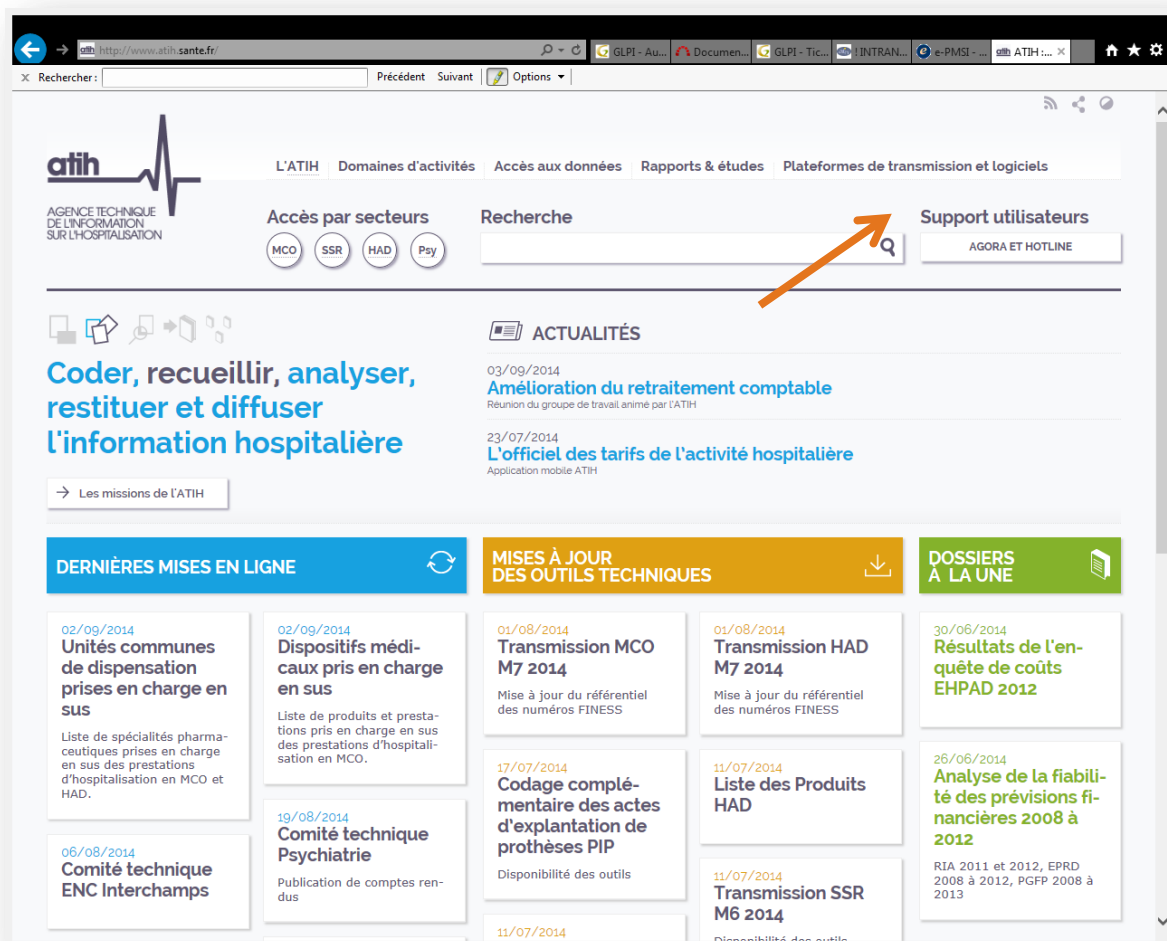 http://www.atih.sante.fr/
GLPI - Au...
Documen...
GLPI - Tic...
! INTRAN...
e-PMSI - ...
atih ATIH :... ×
x Rechercher :
Précédent Suivant
Options
atih
AGENCE TECHNIQUE
DE L'INFORMATION
SUR L'HOSPITALISATION
L'ATIH Domaines d'activités Accès aux données Rapports & études Plateformes de transmission et logiciels
Accès par secteurs
MCO SSR HAD Psy
Recherche
Support utilisateurs
AGORA ET HOTLINE
Coder, recueillir, analyser,
restituer et diffuser
l'information hospitalière
→ Les missions de l'ATIH
ACTUALITÉS
03/09/2014
Amélioration du retraitement comptable
Réunion du groupe de travail animé par l'ATIH
23/07/2014
L'officiel des tarifs de l'activité hospitalière
Application mobile ATIH
DERNIÈRES MISES EN LIGNE
02/09/2014
Unités communes
de dispensation
prises en charge en
sus
Liste de spécialités pharma-
ceutiques prises en charge
en sus des prestations
d'hospitalisation en MCO et
HAD.
06/08/2014
Comité technique
ENC Interchamps
02/09/2014
Dispositifs médi-
caux pris en charge
en sus
Liste de produits et presta-
tions pris en charge en sus
des prestations d'hospitali-
sation en MCO.
19/08/2014
Comité technique
Psychiatrie
Publication de comptes ren-
dus
MISES À JOUR
DES OUTILS TECHNIQUES
01/08/2014
Transmission MCO
M7 2014
Mise à jour du référentiel
des numéros FINESS
17/07/2014
Codage complé-
mentaire des actes
d'explantation de
prothèses PIP
Disponibilité des outils
11/07/2014
01/08/2014
Transmission HAD
M7 2014
Mise à jour du référentiel
des numéros FINESS
11/07/2014
Liste des Produits
HAD
11/07/2014
Transmission SSR
M6 2014
Disponibilité des outils
DOSSIERS
À LA UNE
30/06/2014
Résultats de l'en-
quête de coûts
EHPAD 2012
26/06/2014
Analyse de la fiabili-
té des prévisions fi-
nancières 2008 à
2012
RIA 2011 et 2012, EPRD
2008 à 2012, PGFP 2008 à
2013